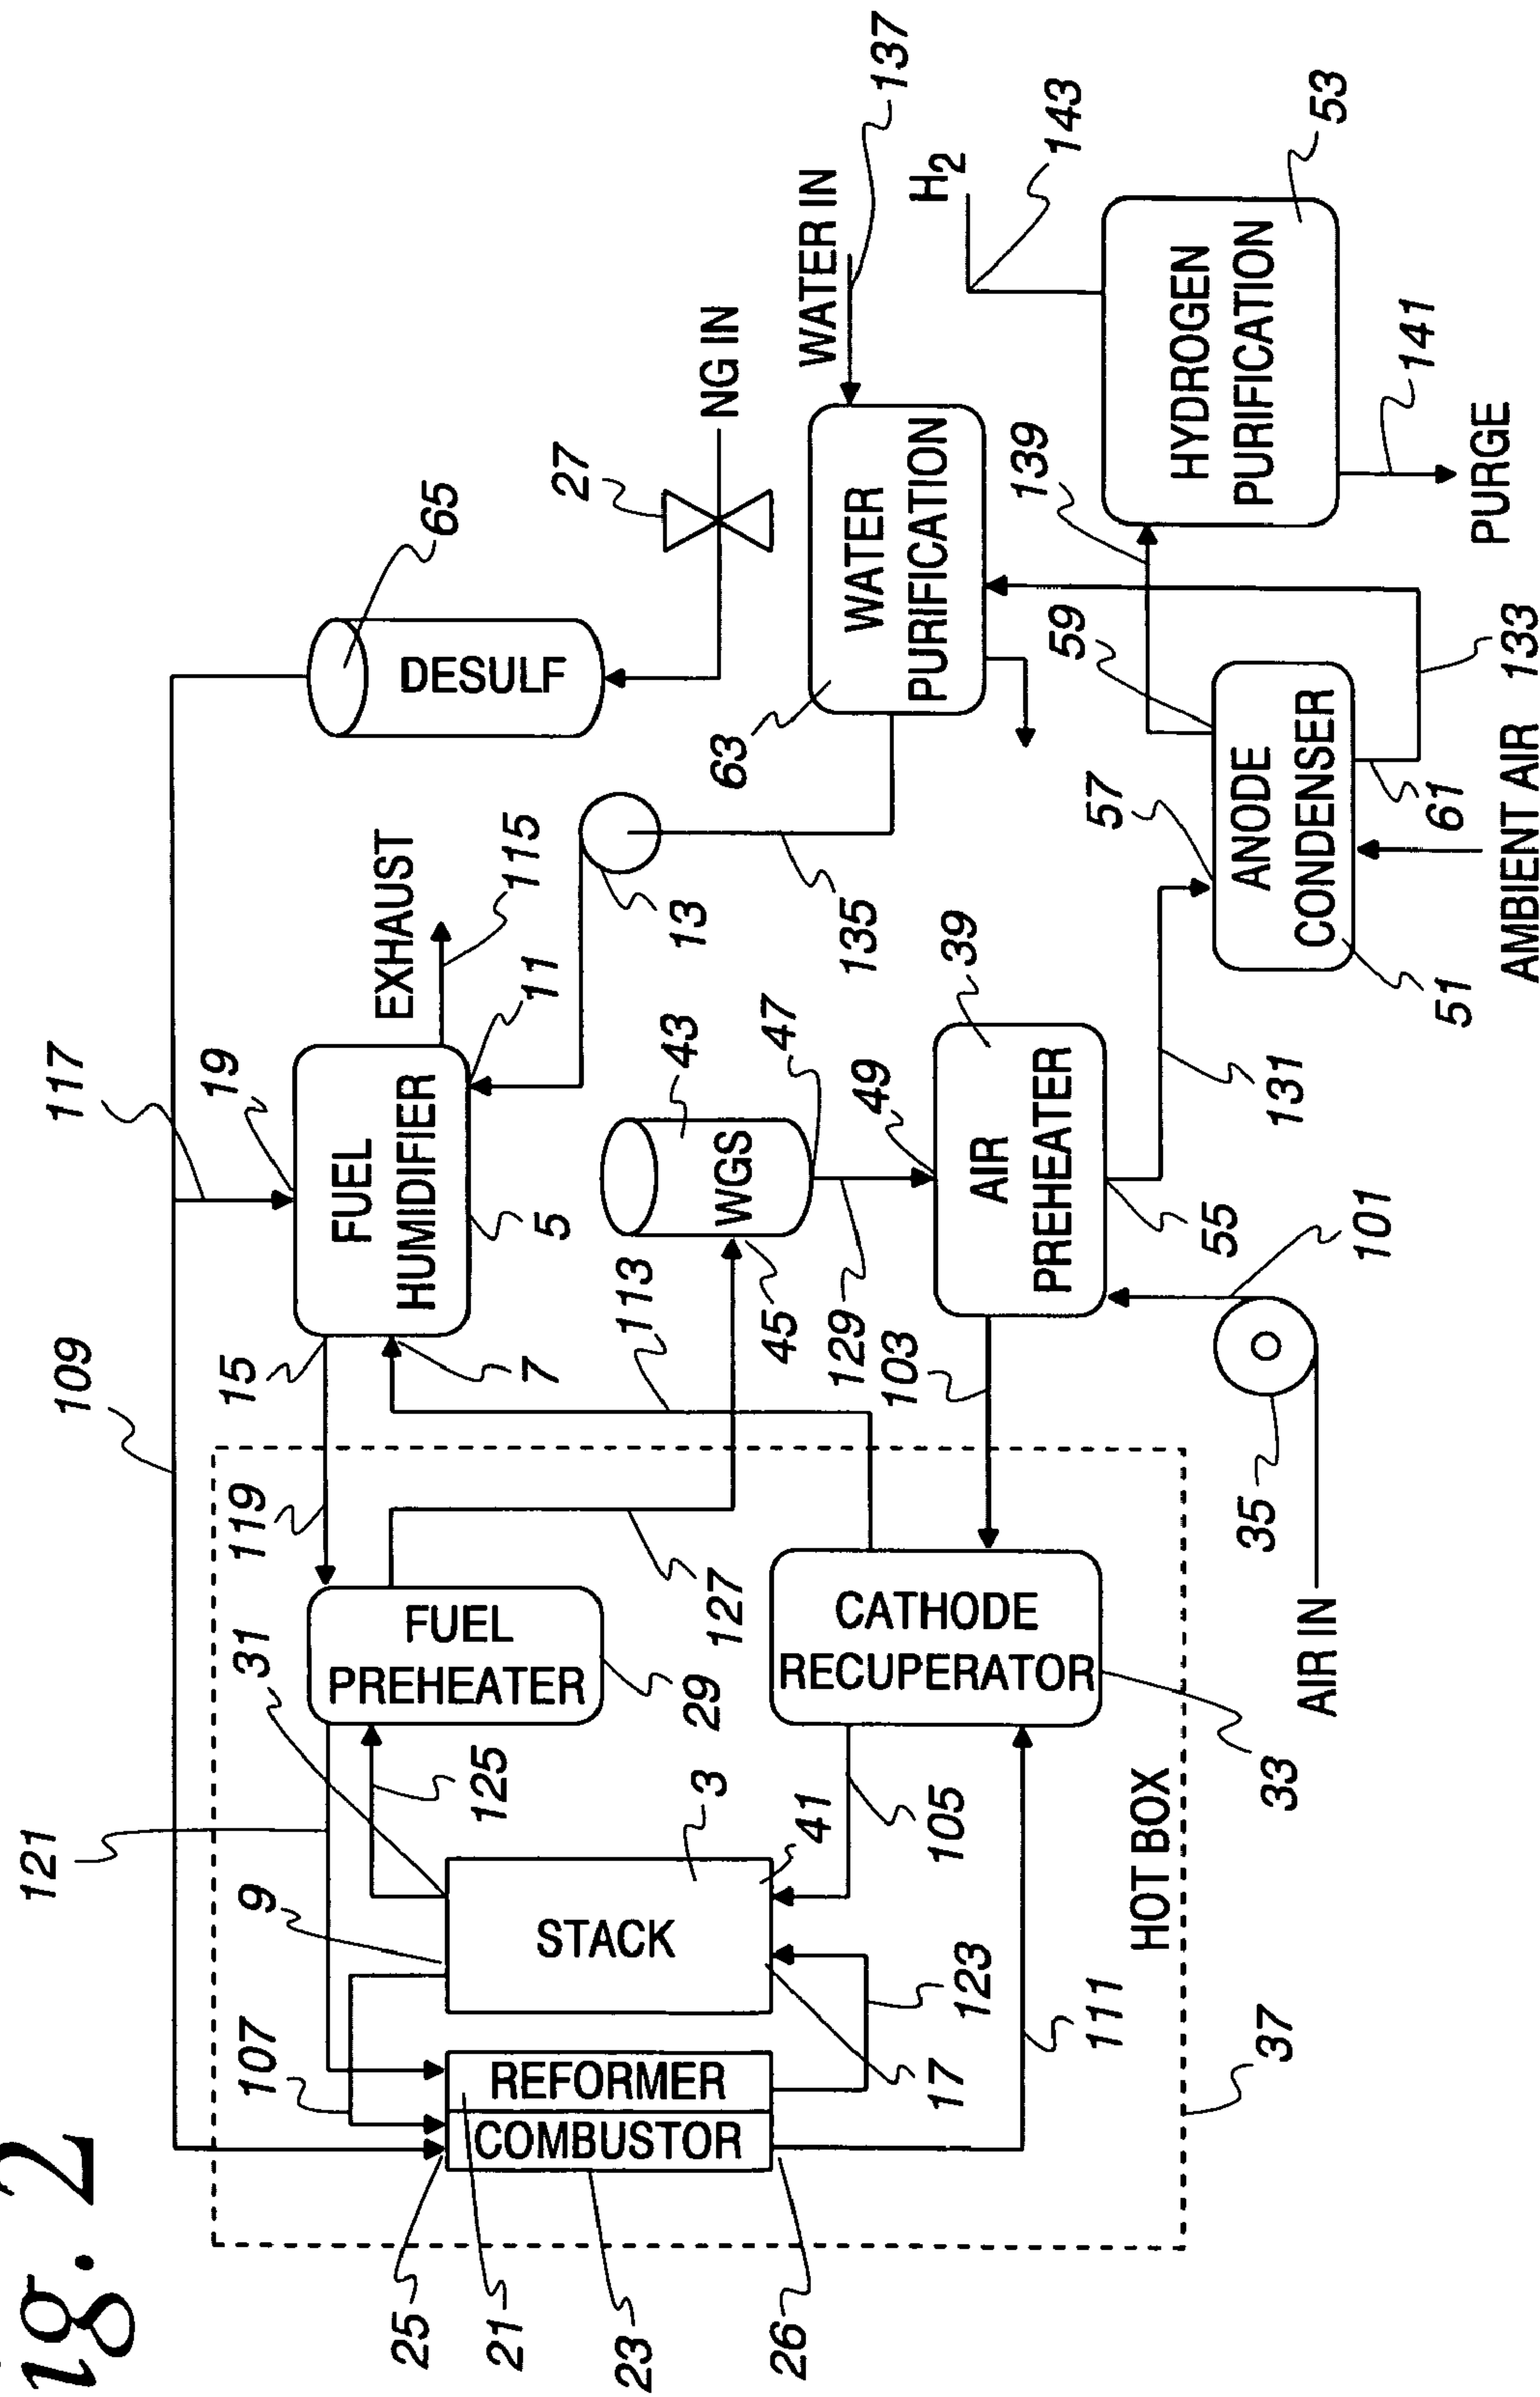 ig. 2
121
109
117
107
9
31
119
15
19
EXHAUST
115
11
65
DESULF
27
NG IN
25
21
23
26
REFORMER
COMBUSTOR
STACK
3
41
17
125
FUEL
PREHEATER
29
127
FUEL
HUMIDIFIER
5
7
113
13
135
63
WATER
PURIFICATION
WATER IN
137
WGS
43
45
47
129
49
103
AIR
PREHEATER
39
55
CATHODE
RECUPERATOR
33
105
123
111
HOT BOX
37
AIR IN
35
101
131
57
59
139
ANODE
CONDENSER
51
61
AMBIENT AIR
133
H2
143
HYDROGEN
PURIFICATION
53
141
PURGE